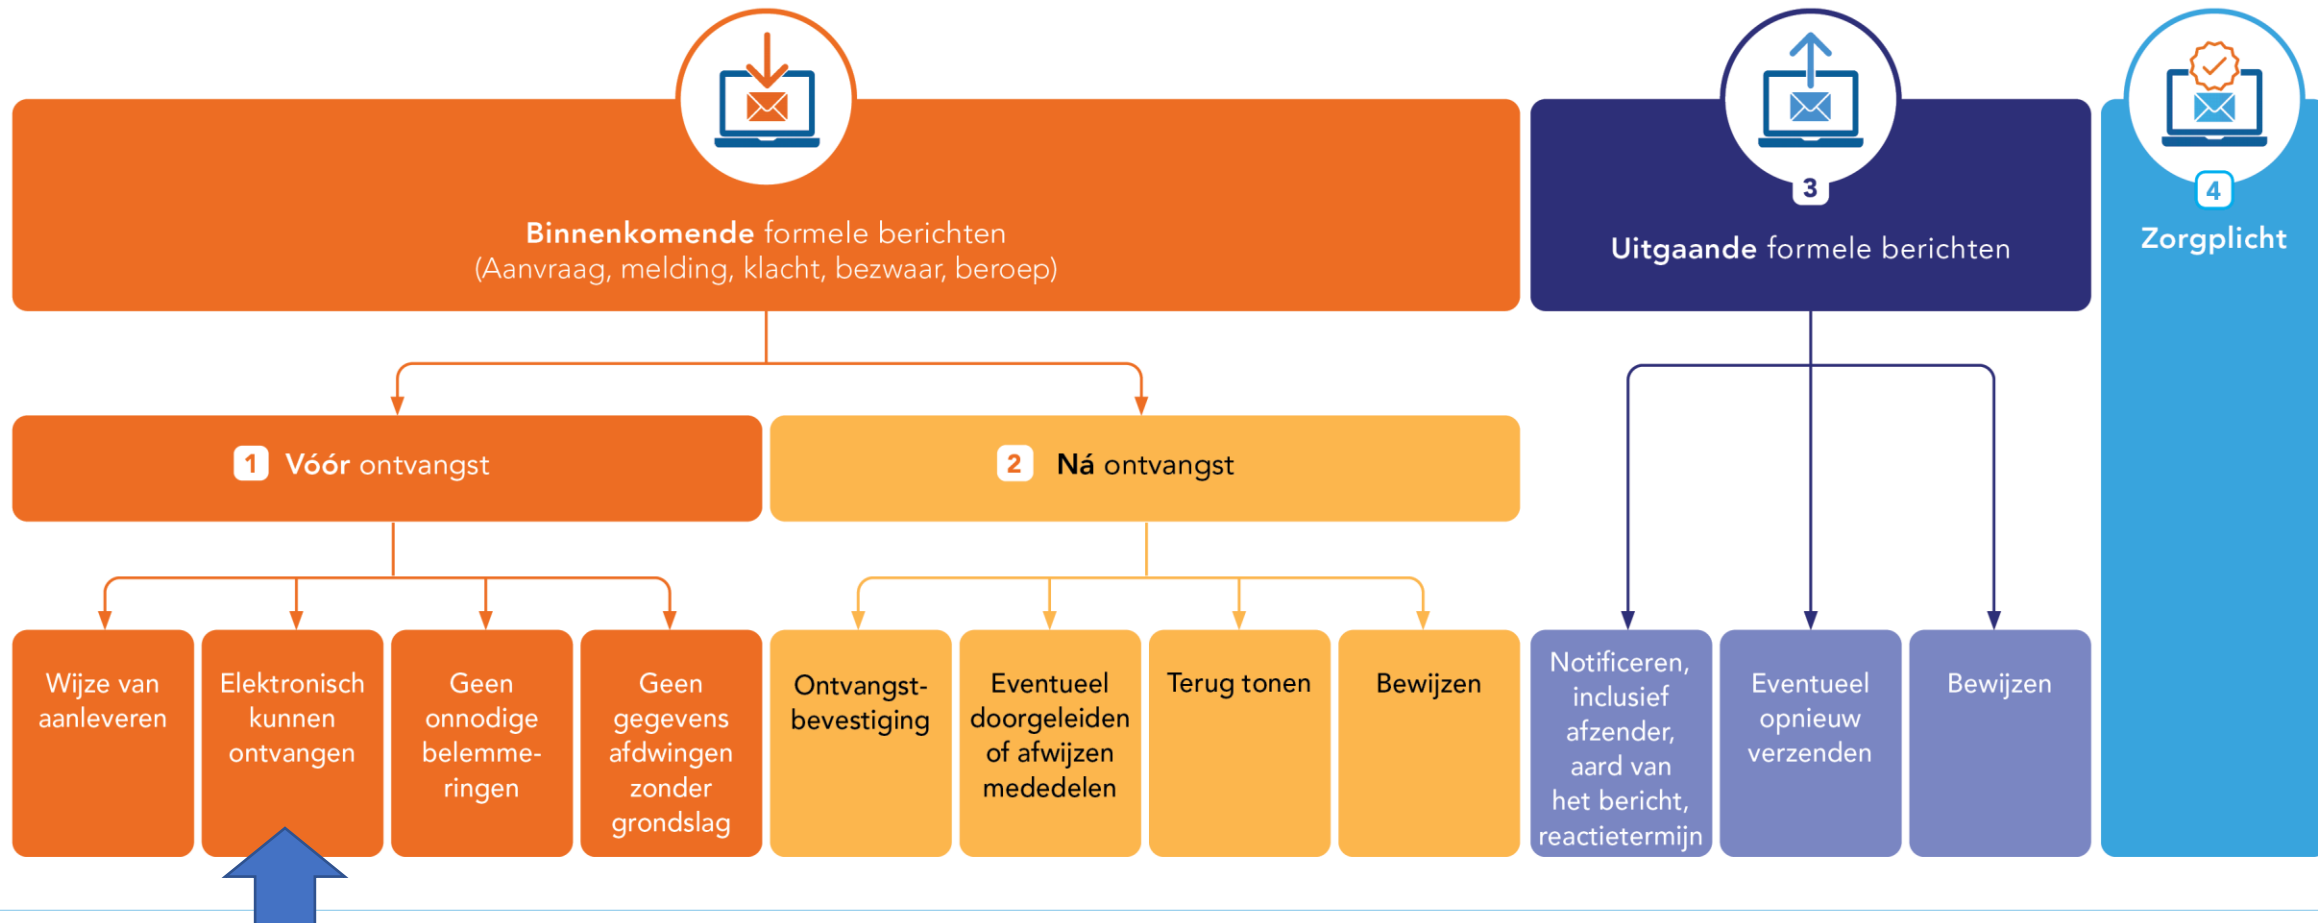 Binnenkomende formele berichten
(Aanvraag, melding, klacht, bezwaar, beroep)
3
Uitgaande formele berichten
4
Zorgplicht
1 Vóór ontvangst
2 Ná ontvangst
Wijze van
aanleveren
Elektronisch
kunnen
ontvangen
Geen
onnodige
belemme-
ringen
Geen
gegevens
afdwingen
zonder
grondslag
Ontvangst-
bevestiging
Eventueel
doorgeleiden
of afwijzen
mededelen
Terug tonen
Bewijzen
Notificeren,
inclusief
afzender,
aard van
het bericht,
reactietermijn
Eventueel
opnieuw
verzenden
Bewijzen